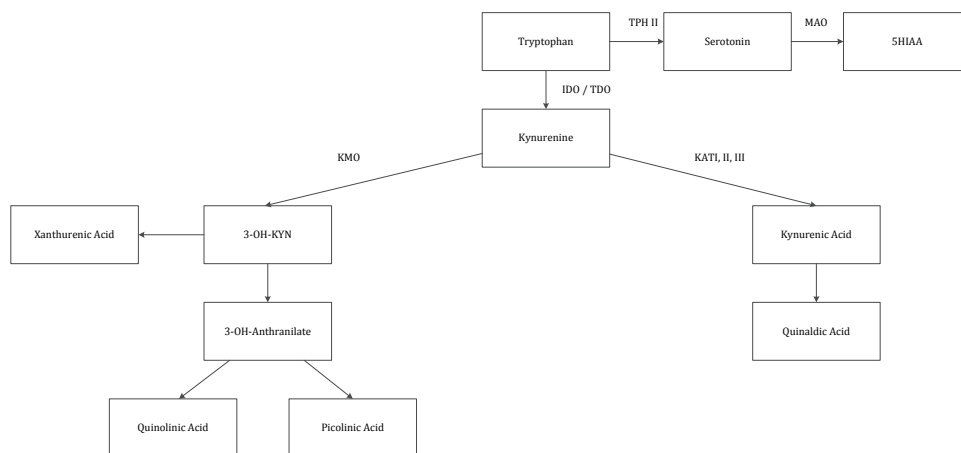 TPH II
MAO
Tryptophan
Serotonin
5HIAA
IDO / TDO
Kynurenine
KMO
KATI, II, III
Xanthurenic Acid
3-OH-KYN
Kynurenic Acid
3-OH-Anthranilate
Quinaldic Acid
Quinolinic Acid
Picolinic Acid